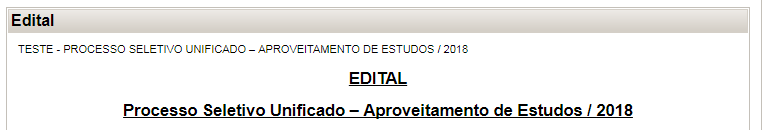 Edital
TESTE - PROCESSO SELETIVO UNIFICADO – APROVEITAMENTO DE ESTUDOS / 2018
EDITAL
Processo Seletivo Unificado – Aproveitamento de Estudos / 2018